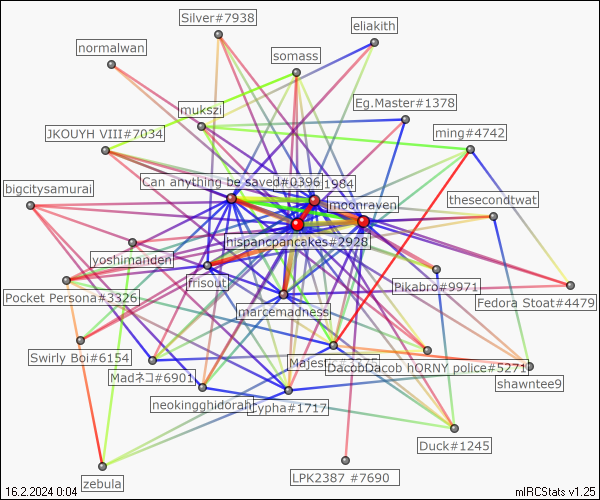 Silver#7938
eliakith
normalwan
somass
Eg.Master#1378
mukszi
ming#4742
JKOUYH VIII#7034
Can anything be saved#0396
1984
bigcitysamurai
thesecondtwat
moonraven
hispancpancakes#2928
yoshimanden
frisout
Pikabro#9971
Pocket Persona#3326
Fedora Stoat#4479
marcemadness
Swirly Boi#6154
DacobDacob hORNY police#5271
Madネコ#6901
shawntee9
neokingghidorah
Cypha#1717
Duck#1245
zebula
LPK2387 #7690
16.2.2024 0:04
mIRCStats v1.25